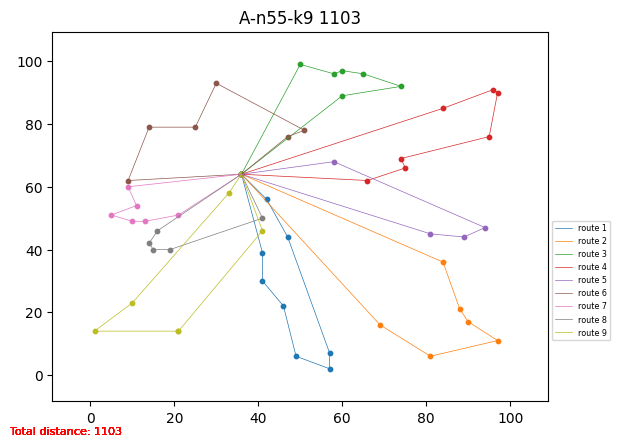 A-n55-k9 1103
100
80
60
40
20
0
0 20 40 60 80 100
route 1
route 2
route 3
route 4
route 5
route 6
route 7
route 8
route 9
Total distance: 1103